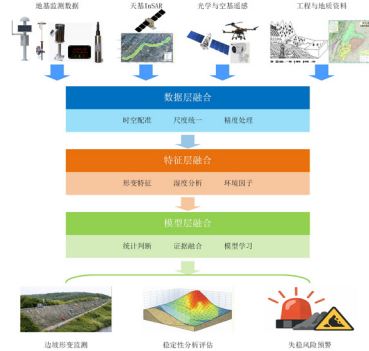 地基监测数据 天基InSAR 光学与空基遥感 工程与地质资料
数据层融合
时空配准 尺度统一 精度处理
特征层融合
形变特征 湿度分析 环境因子
模型层融合
统计判断 证据融合 模型学习
边坡形变监测 稳定性分析评估 失稳风险预警